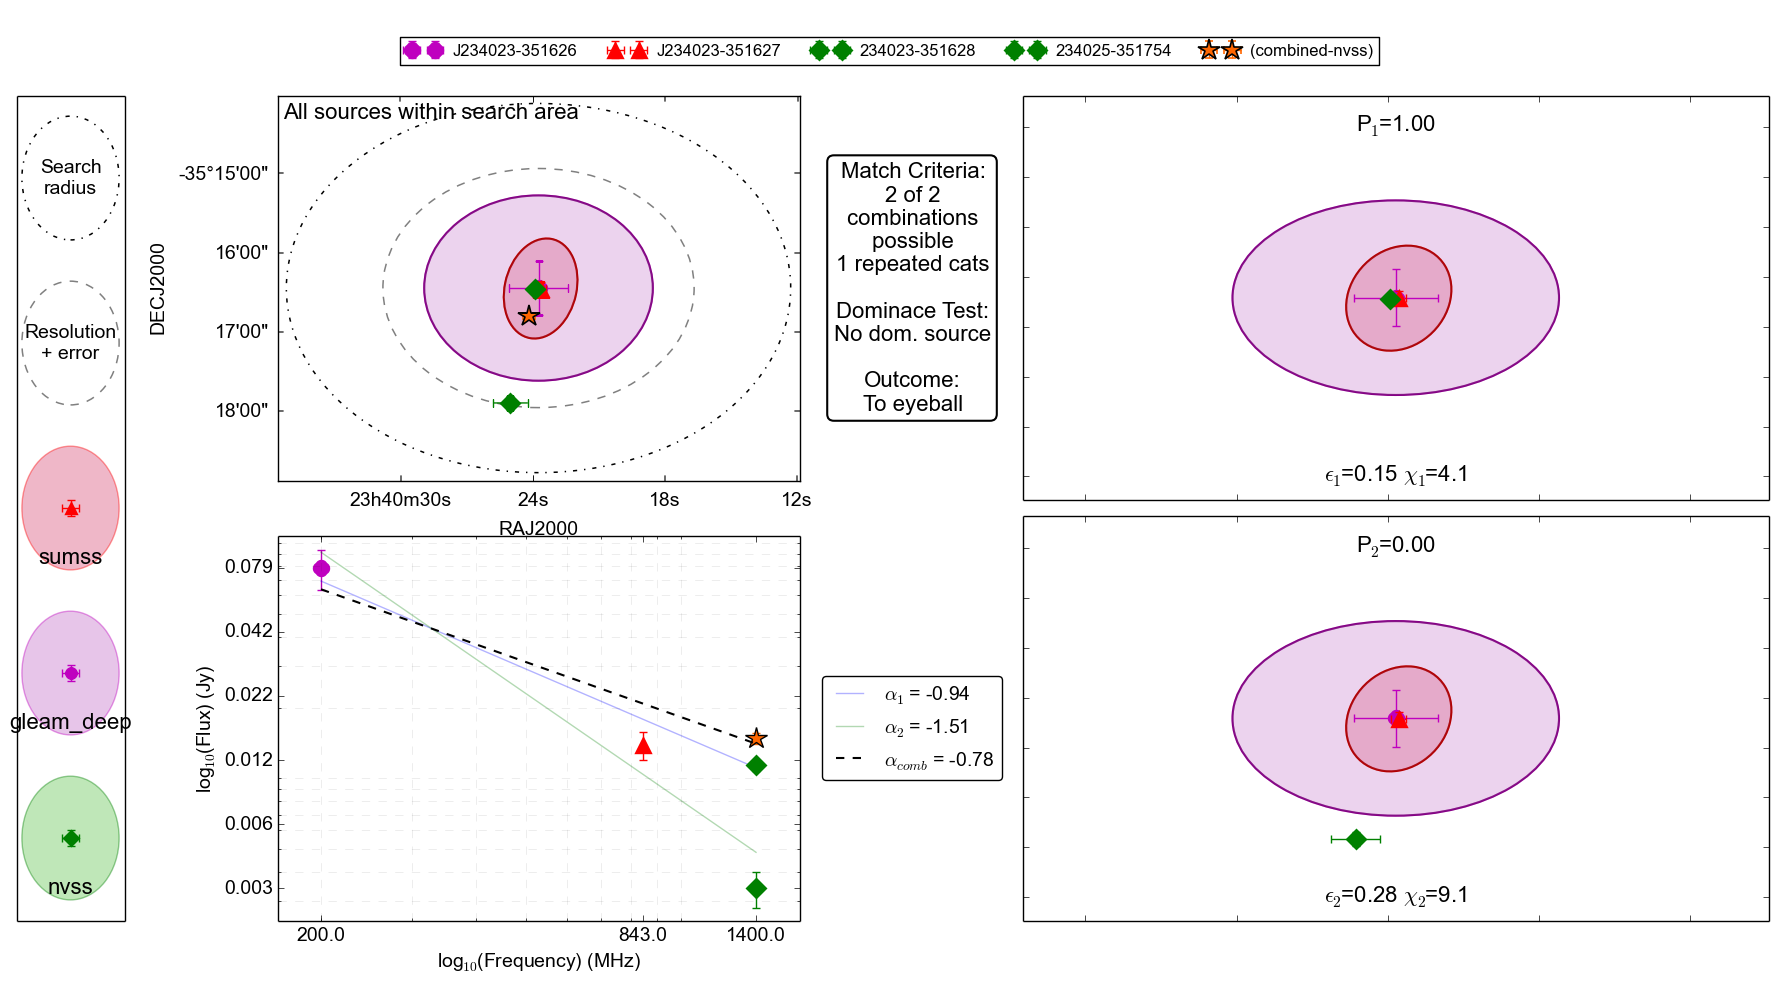 J234023-351626 J234023-351627 234023-351628 234025-351754 (combined-nvss)
Search
radius
Resolution
+ error
sumss
gleam_deep
nvss
All sources within search area
DECJ2000
-35°15'00"
16'00"
17'00"
18'00"
23h40m30s 24s 18s 12s
RAJ2000
Match Criteria:
2 of 2
combinations
possible
1 repeated cats
Dominace Test:
No dom. source
Outcome:
To eyeball
P1=1.00
ϵ1=0.15 χ1=4.1
log10(Flux) (Jy)
0.079
0.042
0.022
0.012
0.006
0.003
200.0 843.0 1400.0
log10(Frequency) (MHz)
α1 = -0.94
α2 = -1.51
αcomb = -0.78
P2=0.00
ϵ2=0.28 χ2=9.1